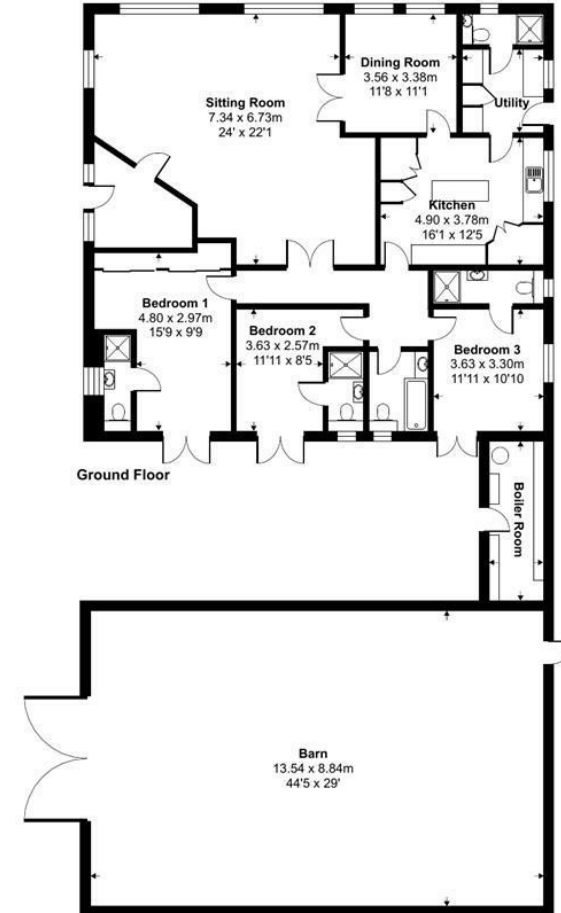 Dining Room
3.56 x 3.38m
11'8 x 11'1
Sitting Room
7.34 x 6.73m
24' x 22'1
Utility
Kitchen
4.90 x 3.78m
16'1 x 12'5
Bedroom 1
4.80 x 2.97m
15'9 x 9'9
Bedroom 2
3.63 x 2.57m
11'11 x 8'5
Bedroom 3
3.63 x 3.30m
11'11 x 10'10
Ground Floor
Boiler Room
Barn
13.54 x 8.84m
44'5 x 29'